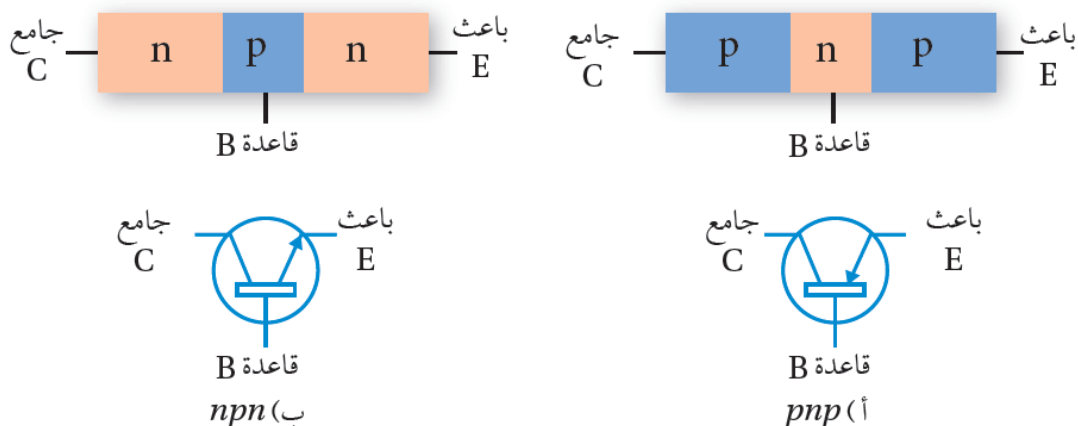 جامع
C
n
p
n
باعث
E
قاعدة B
جامع
C
p
n
p
باعث
E
قاعدة B
جامع
C
باعث
E
قاعدة B
npn (ب
جامع
C
باعث
E
قاعدة B
pnp (أ